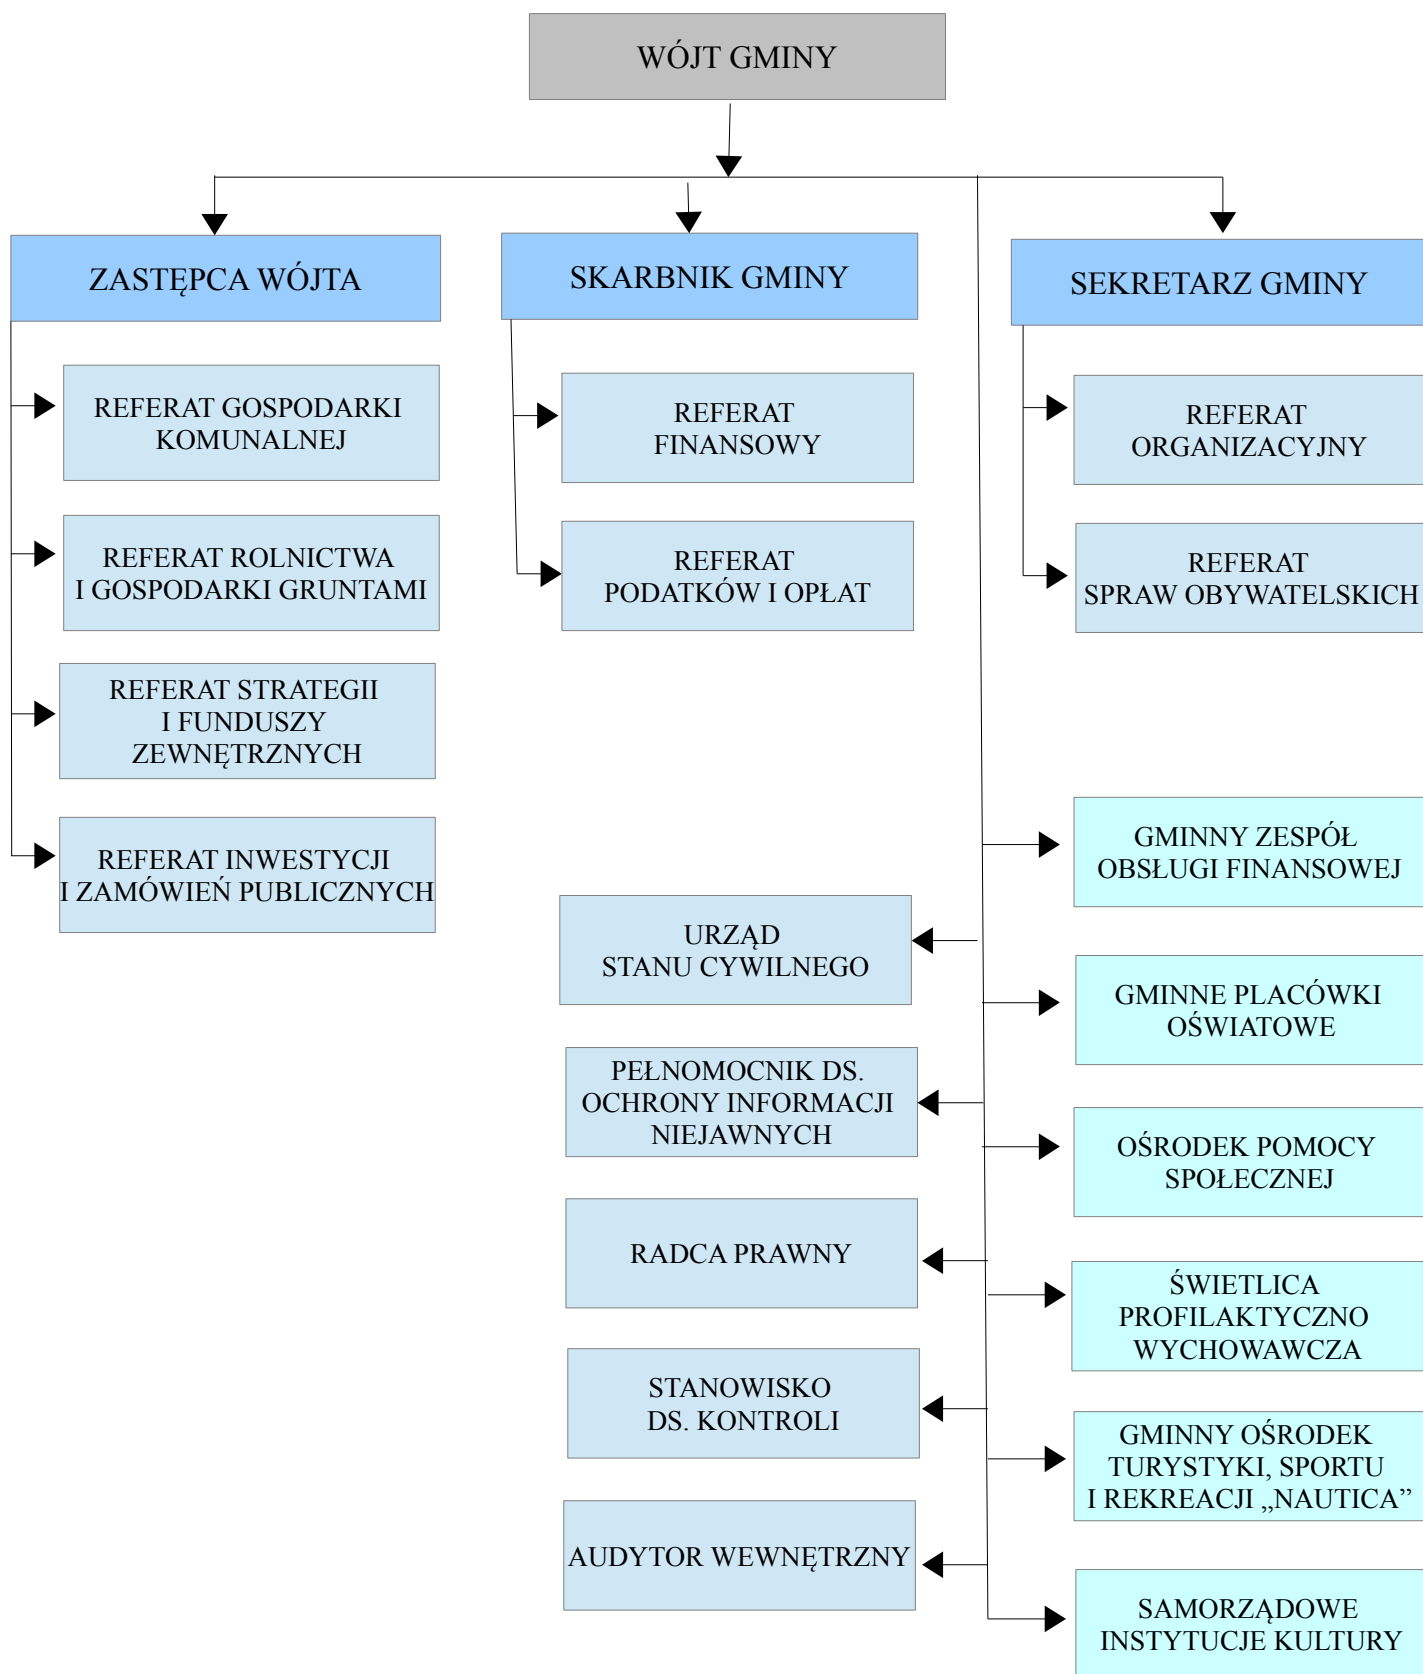 WÓJT GMINY
ZASTĘPCA WÓJTA
SKARBNIK GMINY
SEKRETARZ GMINY
REFERAT GOSPODARKI
KOMUNALNEJ
REFERAT ROLNICTWA
I GOSPODARKI GRUNTAMI
REFERAT STRATEGII
I FUNDUSZY
ZEWNĘTRZNYCH
REFERAT INWESTYCJI
I ZAMÓWIEŃ PUBLICZNYCH
REFERAT
FINANSOWY
REFERAT
PODATKÓW I OPŁAT
REFERAT
ORGANIZACYJNY
REFERAT
SPRAW OBYWATELSKICH
URZĄD
STANU CYWILNEGO
PEŁNOMOCNIK DS.
OCHRONY INFORMACJI
NIEJAWNYCH
RADCA PRAWNY
STANOWISKO
DS. KONTROLI
AUDYTOR WEWNĘTRZNY
GMINNY ZESPÓŁ
OBSŁUGI FINANSOWEJ
GMINNE PLACÓWKI
OŚWIATOWE
OŚRODEK POMOCY
SPOŁECZNEJ
ŚWIETLICA
PROFILAKTYCZNO
WYCHOWAWCZA
GMINNY OŚRODEK
TURYSTYKI, SPORTU
I REKREACJI „NAUTICA”
SAMORZĄDOWE
INSTYTUCJE KULTURY